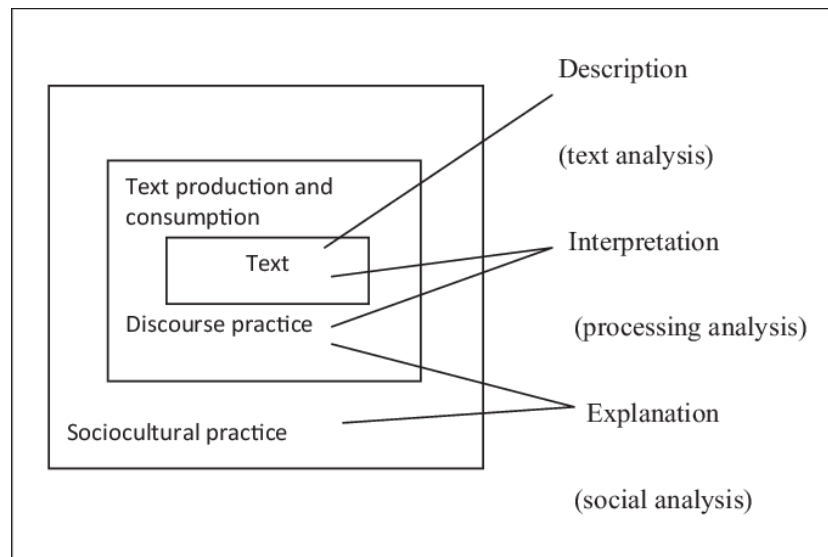 Description
(text analysis)
Text production and
consumption
Interpretation
Text
Discourse practice
(processing analysis)
Explanation
Sociocultural practice
(social analysis)